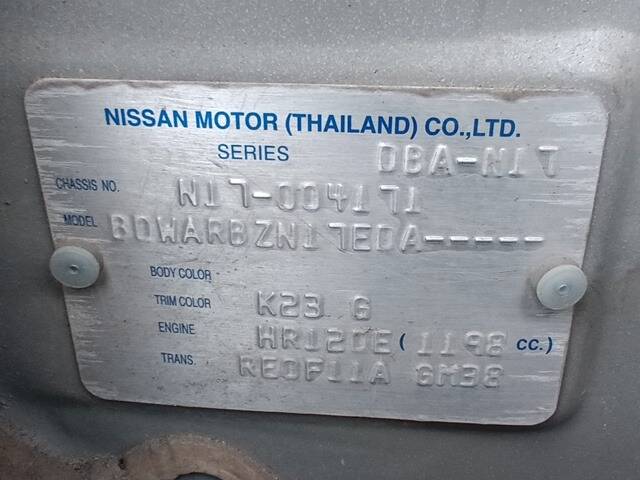 NISSAN MOTOR (THAILAND) CO.,LTD.
SERIES DBA-N17
CHASSIS NO. N17-004171
MODEL BDWARBZN17EDA-----
BODY COLOR
TRIM COLOR K23 G
ENGINE HR12DE (1198 cc.)
TRANS. RE0F11A GM38